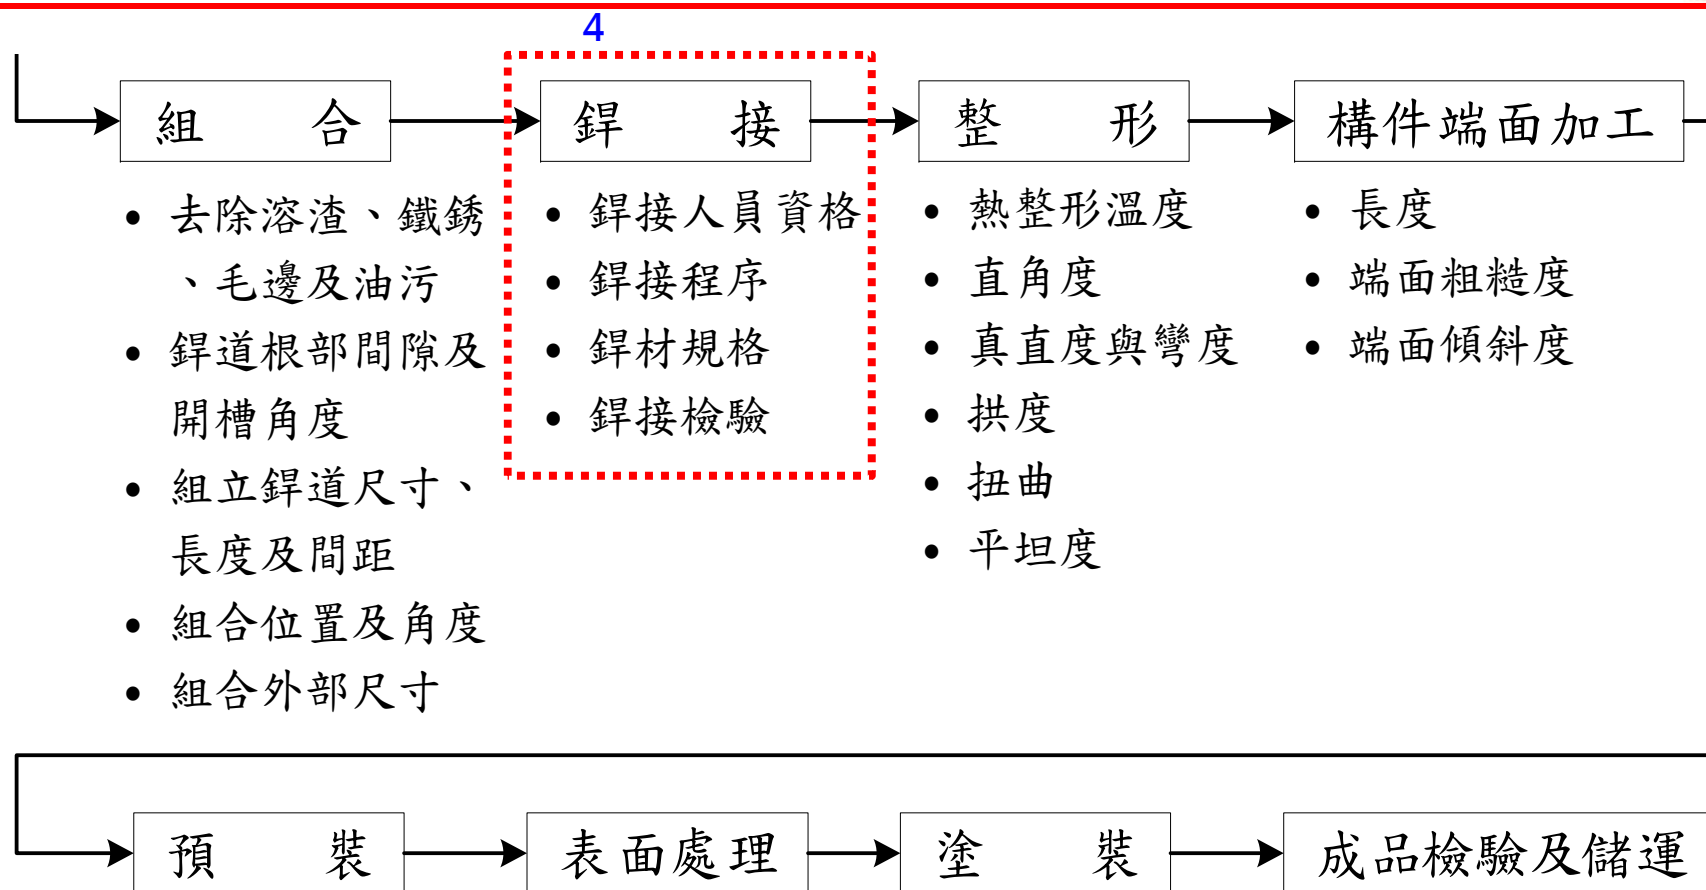 4
組合
銲接
整形
構件端面加工
• 去除溶渣、鐵銹
、毛邊及油污
• 銲道根部間隙及
開槽角度
• 組立銲道尺寸、
長度及間距
• 組合位置及角度
• 組合外部尺寸
• 銲接人員資格
• 銲接程序
• 銲材規格
• 銲接檢驗
• 熱整形溫度
• 直角度
• 真直度與彎度
• 拱度
• 扭曲
• 平坦度
• 長度
• 端面粗糙度
• 端面傾斜度
預裝
表面處理
塗裝
成品檢驗及儲運